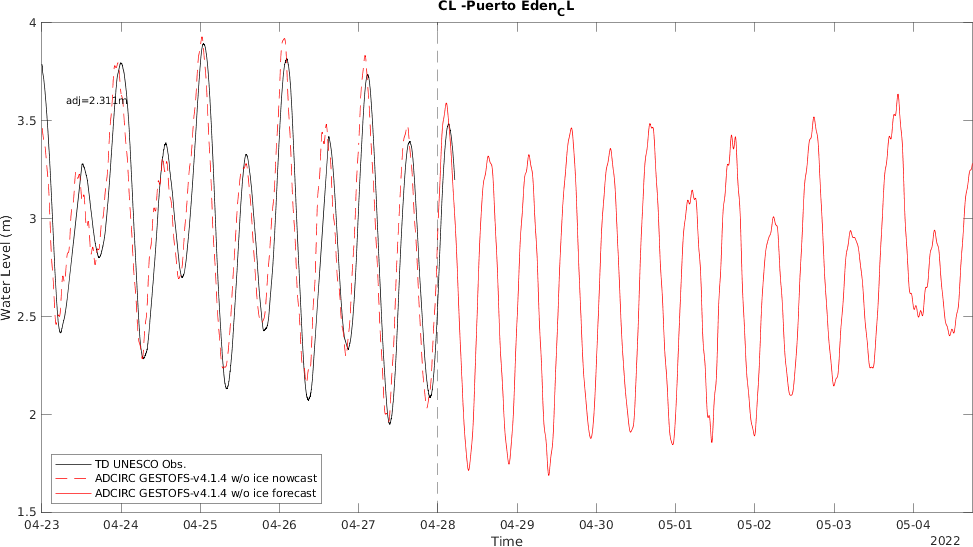 CL -Puerto Eden_CL
4
3.5
3
2.5
2
1.5
Water Level (m)
adj=2.311m
TD UNESCO Obs.
ADCIRC GESTOFS-v4.1.4 w/o ice nowcast
ADCIRC GESTOFS-v4.1.4 w/o ice forecast
04-23 04-24 04-25 04-26 04-27 04-28 04-29 04-30 05-01 05-02 05-03 05-04
Time
2022